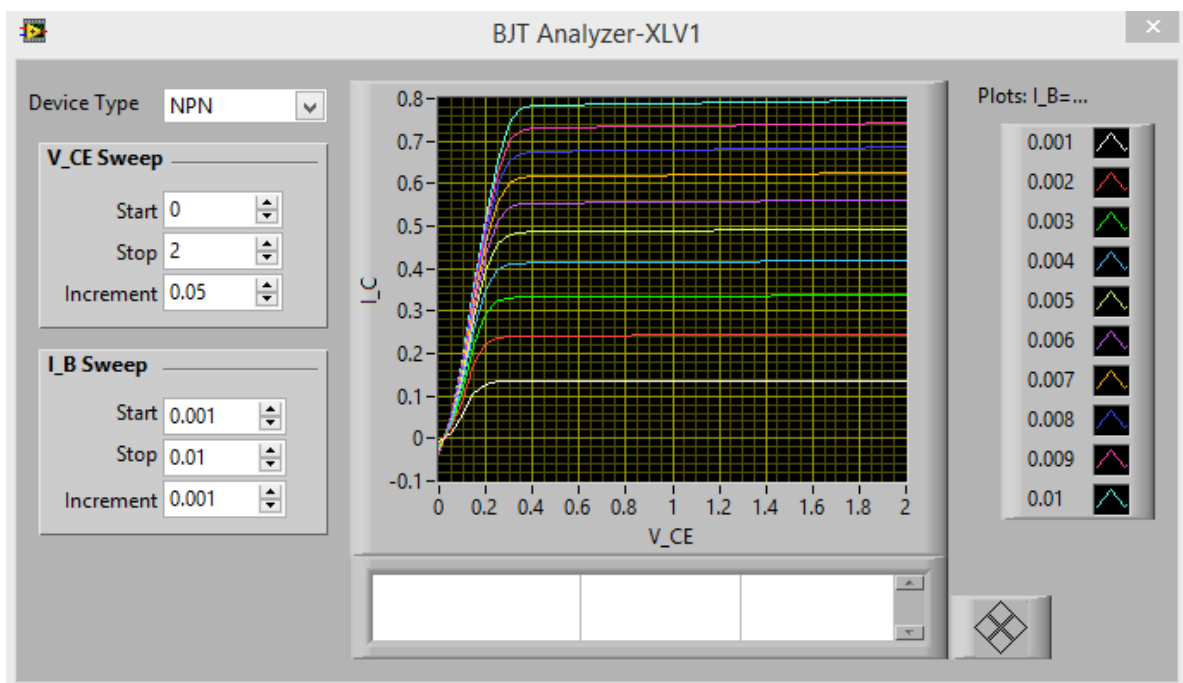 BJT Analyzer-XLV1
Device Type NPN
V_CE Sweep
Start 0
Stop 2
Increment 0.05
I_B Sweep
Start 0.001
Stop 0.01
Increment 0.001
I_C
0.8
0.7
0.6
0.5
0.4
0.3
0.2
0.1
0
-0.1
0 0.2 0.4 0.6 0.8 1 1.2 1.4 1.6 1.8 2
V_CE
Plots: I_B=...
0.001
0.002
0.003
0.004
0.005
0.006
0.007
0.008
0.009
0.01